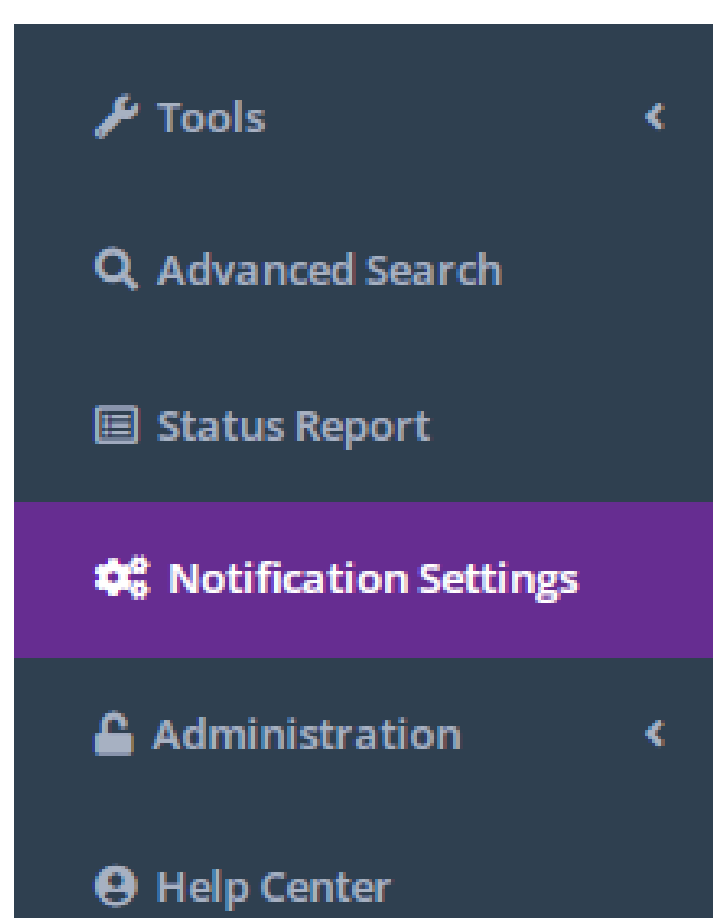 Tools
Advanced Search
Status Report
Notification Settings
Administration
Help Center